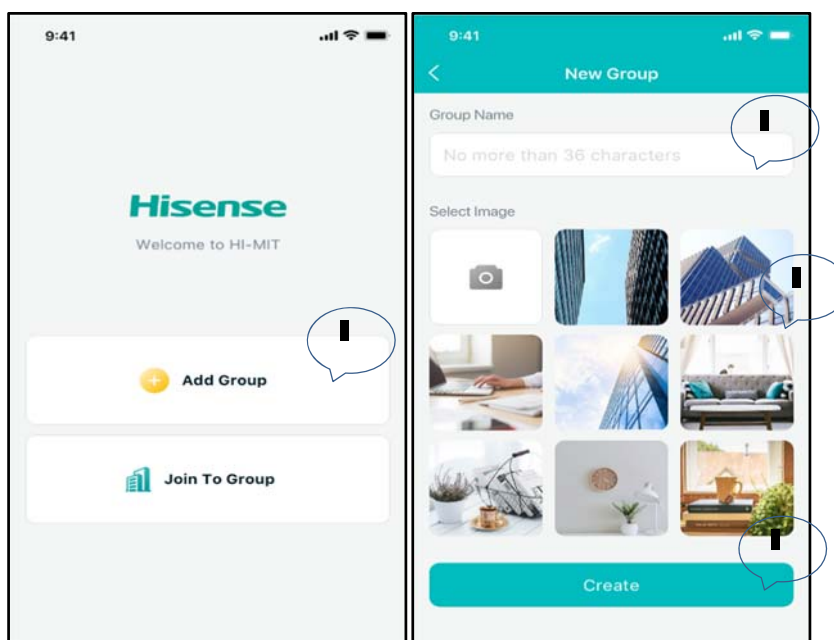 9:41
Hisense
Welcome to HI-MIT
Add Group
Join To Group
9:41
New Group
Group Name
No more than 36 characters
Select Image
Create